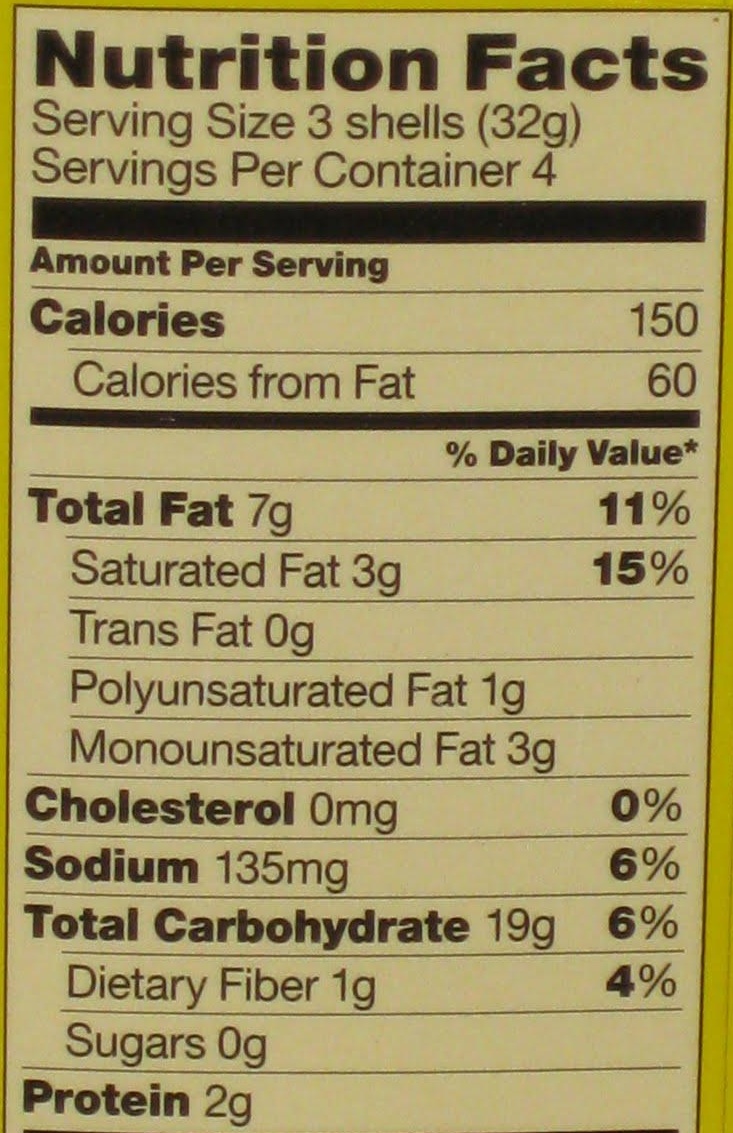 Nutrition Facts
Serving Size 3 shells (32g)
Servings Per Container 4
Amount Per Serving
Calories 150
Calories from Fat 60
% Daily Value*
Total Fat 7g 11%
Saturated Fat 3g 15%
Trans Fat 0g
Polyunsaturated Fat 1g
Monounsaturated Fat 3g
Cholesterol 0mg 0%
Sodium 135mg 6%
Total Carbohydrate 19g 6%
Dietary Fiber 1g 4%
Sugars 0g
Protein 2g